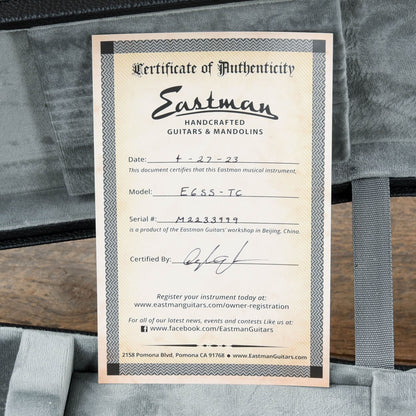 Certificate of Authenticity
Eastman
HANDCRAFTED
GUITARS & MANDOLINS
Date: 4-27-23
This document certifies that this Eastman musical instrument,
Model: E6SS-TC
Serial #: M2233999
is a product of the Eastman Guitars' workshop in Beijing, China.
Certified By:
Register your instrument today at:
www.eastmanguitars.com/owner-registration
For all of our latest news, events and contests Like us at:
www.facebook.com/EastmanGuitars
2158 Pomona Blvd, Pomona CA 91768 ● www.EastmanGuitars.com